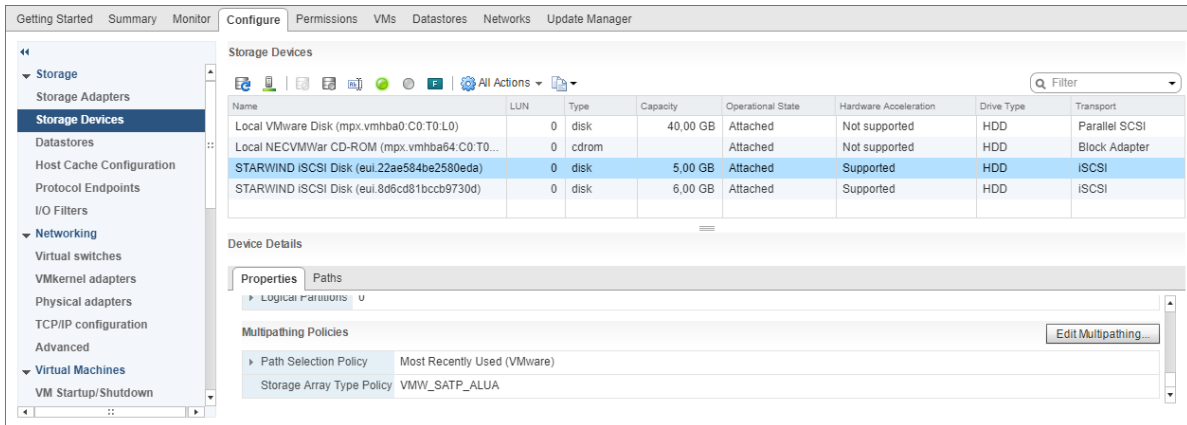 Getting Started Summary Monitor Configure Permissions VMs Datastores Networks Update Manager
Storage
Storage Adapters
Storage Devices
Datastores
Host Cache Configuration
Protocol Endpoints
I/O Filters
Networking
Virtual switches
VMkernel adapters
Physical adapters
TCP/IP configuration
Advanced
Virtual Machines
VM Startup/Shutdown
Storage Devices
All Actions Filter
Name LUN Type Capacity Operational State Hardware Acceleration Drive Type Transport
Local VMware Disk (mpx.vmhba0:C0:T0:L0) 0 disk 40,00 GB Attached Not supported HDD Parallel SCSI
Local NECVMWar CD-ROM (mpx.vmhba64:C0:T0... 0 cdrom Attached Not supported HDD Block Adapter
STARWIND iSCSI Disk (eui.22ae584be2580eda) 0 disk 5,00 GB Attached Supported HDD iSCSI
STARWIND iSCSI Disk (eui.8d6cd81bccb9730d) 0 disk 6,00 GB Attached Supported HDD iSCSI
Device Details
Properties Paths
Logical Partitions 0
Multipathing Policies Edit Multipathing...
Path Selection Policy Most Recently Used (VMware)
Storage Array Type Policy VMW_SATP_ALUA